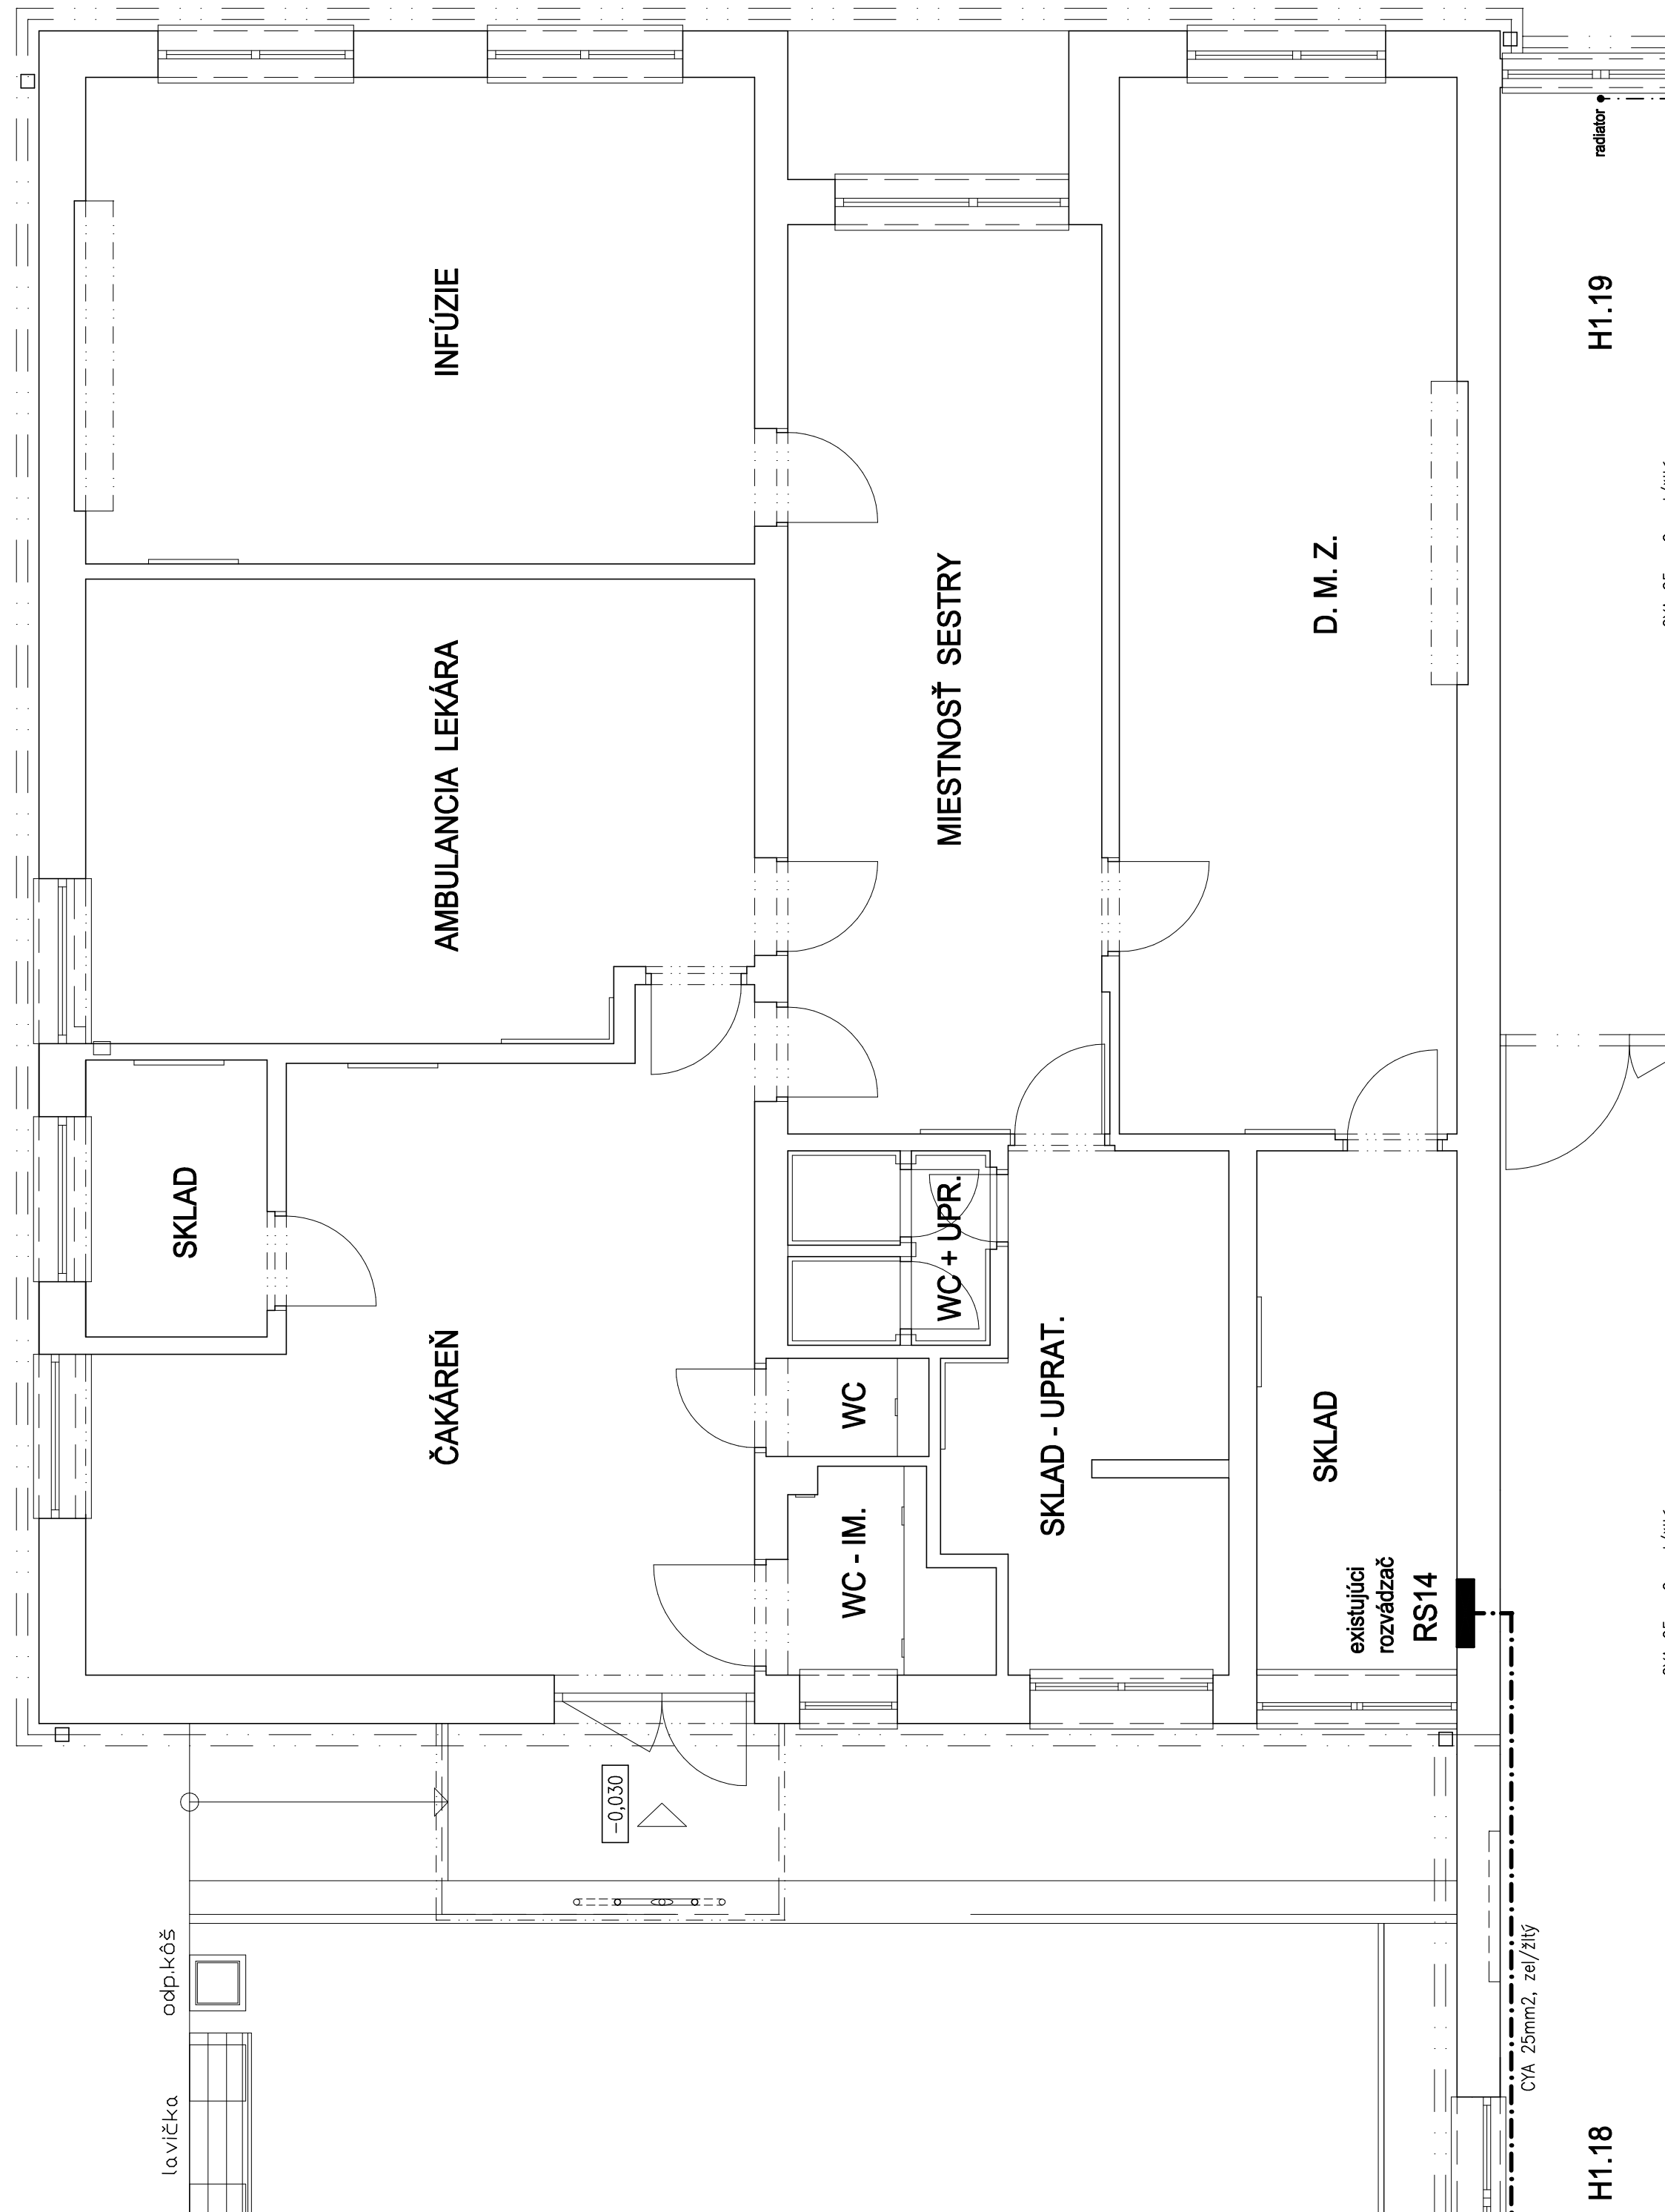 radiator
H1.19
INFÚZIE
AMBULANCIA LEKÁRA
MIESTNOSŤ SESTRY
D. M. Z.
SKLAD
ČAKÁREŇ
WC + UPR.
WC
WC - IM.
SKLAD - UPRAT.
SKLAD
existujúci
rozvádzač
RS14
-0,030
odp.kôš
lavička
CYA 25mm2, zel/žltý
H1.18